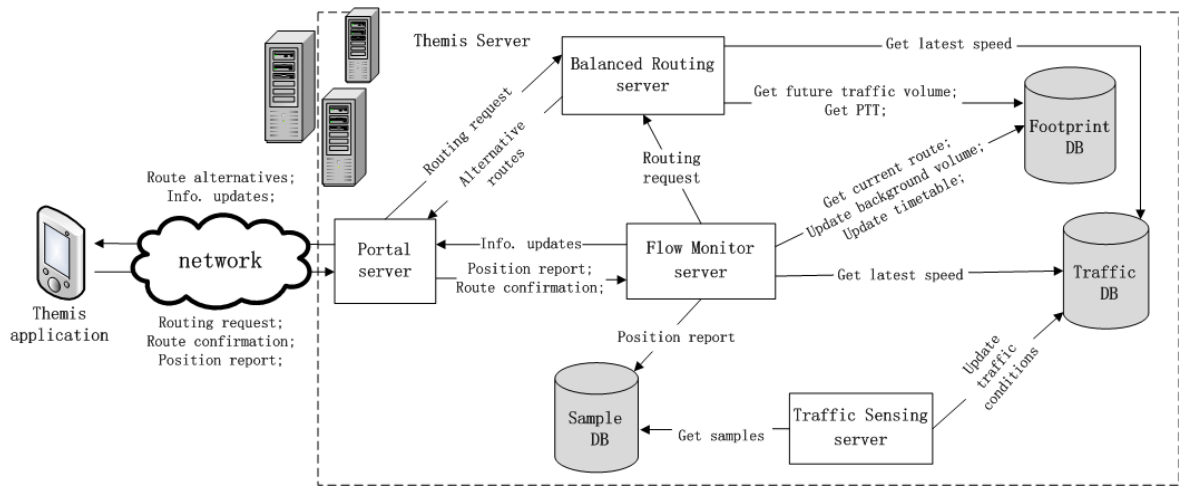 Themis Server
Balanced Routing
server
Get latest speed
Get future traffic volume;
Get PTT;
Footprint
DB
Routing request
Alternative
routes
Routing
request
Get current route;
Update background volume;
Update timetable;
Route alternatives;
Info. updates;
network
Themis
application
Routing request;
Route confirmation;
Position report;
Portal
server
Info. updates
Position report;
Route confirmation;
Flow Monitor
server
Get latest speed
Traffic
DB
Position report
Update
traffic
conditions
Sample
DB
Get samples
Traffic Sensing
server